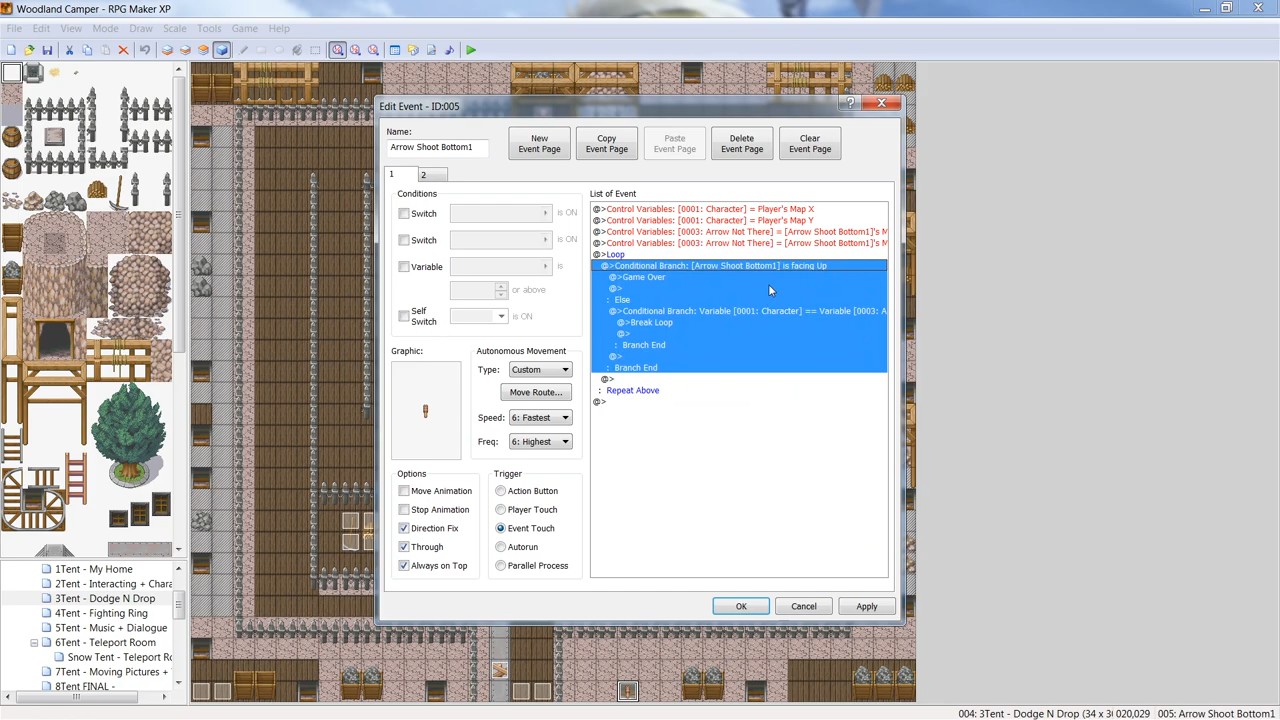 Woodland Camper - RPG Maker XP
File Edit View Mode Draw Scale Tools Game Help
Edit Event - ID:005
Name:
Arrow Shoot Bottom1
New Event Page
Copy Event Page
Paste Event Page
Delete Event Page
Clear Event Page
1 2
Conditions
Switch is ON
Switch is ON
Variable is
or above
Self Switch is ON
Graphic:
Autonomous Movement
Type: Custom
Move Route...
Speed: 6: Fastest
Freq: 6: Highest
Options
Move Animation
Stop Animation
Direction Fix
Through
Always on Top
Trigger
Action Button
Player Touch
Event Touch
Autorun
Parallel Process
List of Event
@>Control Variables: [0001: Character] = Player's Map X
@>Control Variables: [0001: Character] = Player's Map Y
@>Control Variables: [0003: Arrow Not There] = [Arrow Shoot Bottom1]'s M
@>Control Variables: [0003: Arrow Not There] = [Arrow Shoot Bottom1]'s M
@>Loop
@>Conditional Branch: [Arrow Shoot Bottom1] is facing Up
@>Game Over
@>
: Else
@>Conditional Branch: Variable [0001: Character] == Variable [0003: A
@>Break Loop
@>
: Branch End
@>
: Branch End
@>
: Repeat Above
@>
OK Cancel Apply
1Tent - My Home
2Tent - Interacting + Chara
3Tent - Dodge N Drop
4Tent - Fighting Ring
5Tent - Music + Dialogue
6Tent - Teleport Room
Snow Tent - Teleport Ro
7Tent - Moving Pictures +
8Tent FINAL -
004: 3Tent - Dodge N Drop (34 x 3 020,029 005: Arrow Shoot Bottom1